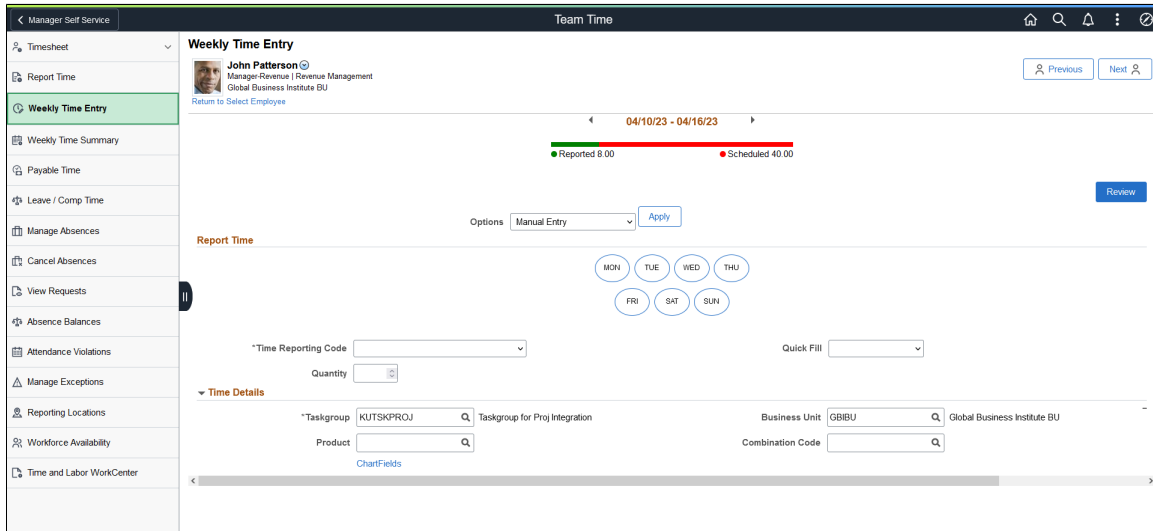 Manager Self Service
Team Time
Timesheet
Report Time
Weekly Time Entry
Weekly Time Summary
Payable Time
Leave / Comp Time
Manage Absences
Cancel Absences
View Requests
Absence Balances
Attendance Violations
Manage Exceptions
Reporting Locations
Workforce Availability
Time and Labor WorkCenter
Weekly Time Entry
John Patterson
Manager-Revenue | Revenue Management
Global Business Institute BU
Return to Select Employee
Previous
Next
04/10/23 - 04/16/23
Reported 8.00 Scheduled 40.00
Review
Options Manual Entry Apply
Report Time
MON TUE WED THU
FRI SAT SUN
*Time Reporting Code Quick Fill
Quantity
Time Details
*Taskgroup KUTSKPROJ Taskgroup for Proj Integration Business Unit GBIBU Global Business Institute BU
Product Combination Code
ChartFields